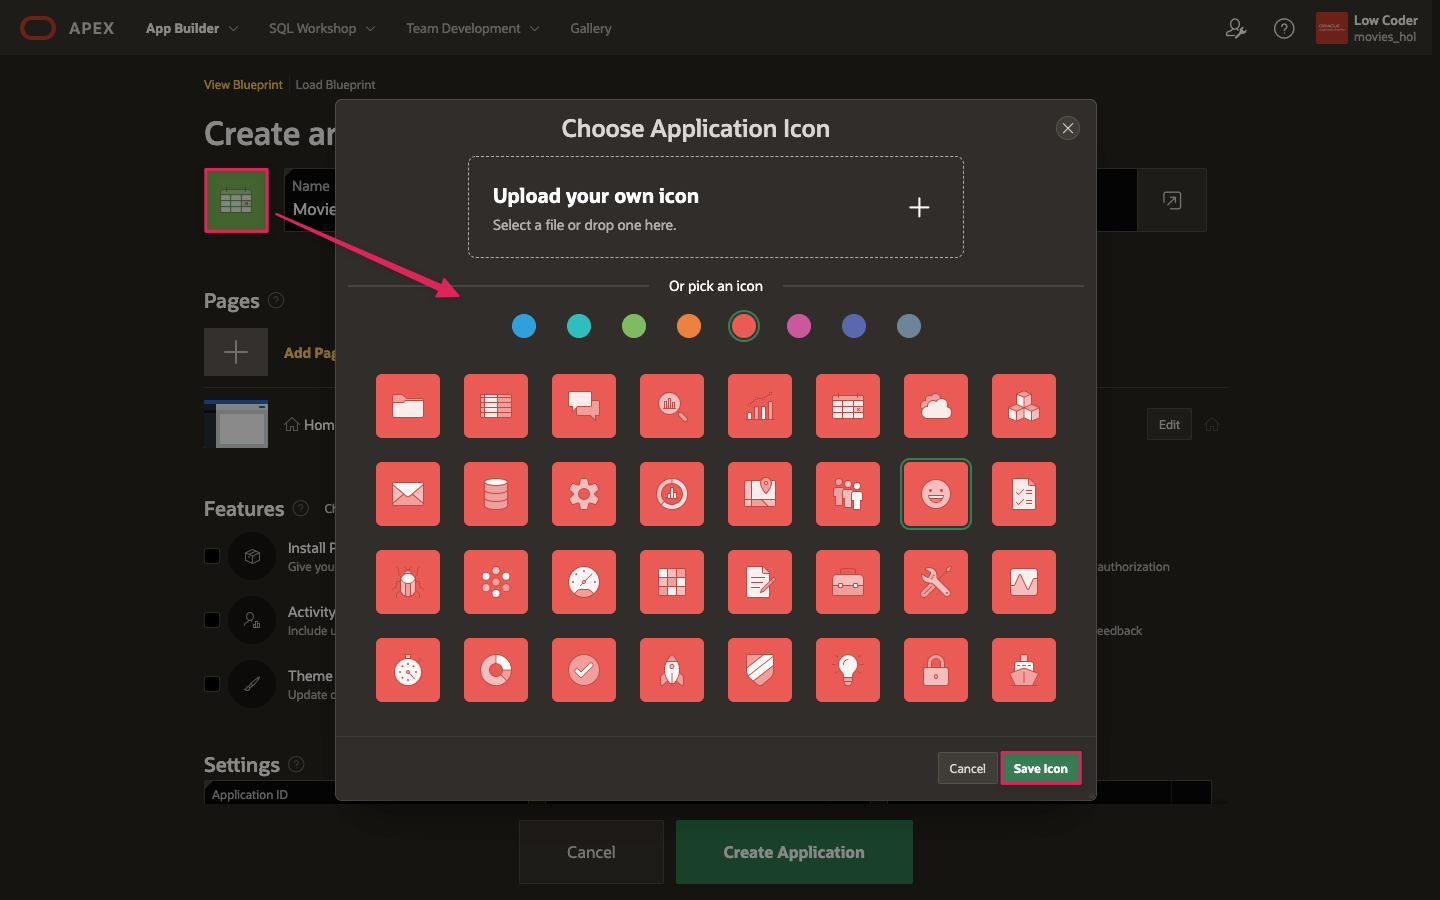 APEX
App Builder
SQL Workshop
Team Development
Gallery
Low Coder
movies_hol
View Blueprint
Load Blueprint
Create an
Name
Movie
Choose Application Icon
Upload your own icon
Select a file or drop one here.
Or pick an icon
Pages
Add Pag
Hom
Edit
Features
Ch
Install P
Give you
authorization
Activity
Include u
eedback
Theme
Update
Settings
Application ID
Cancel
Save Icon
Cancel
Create Application